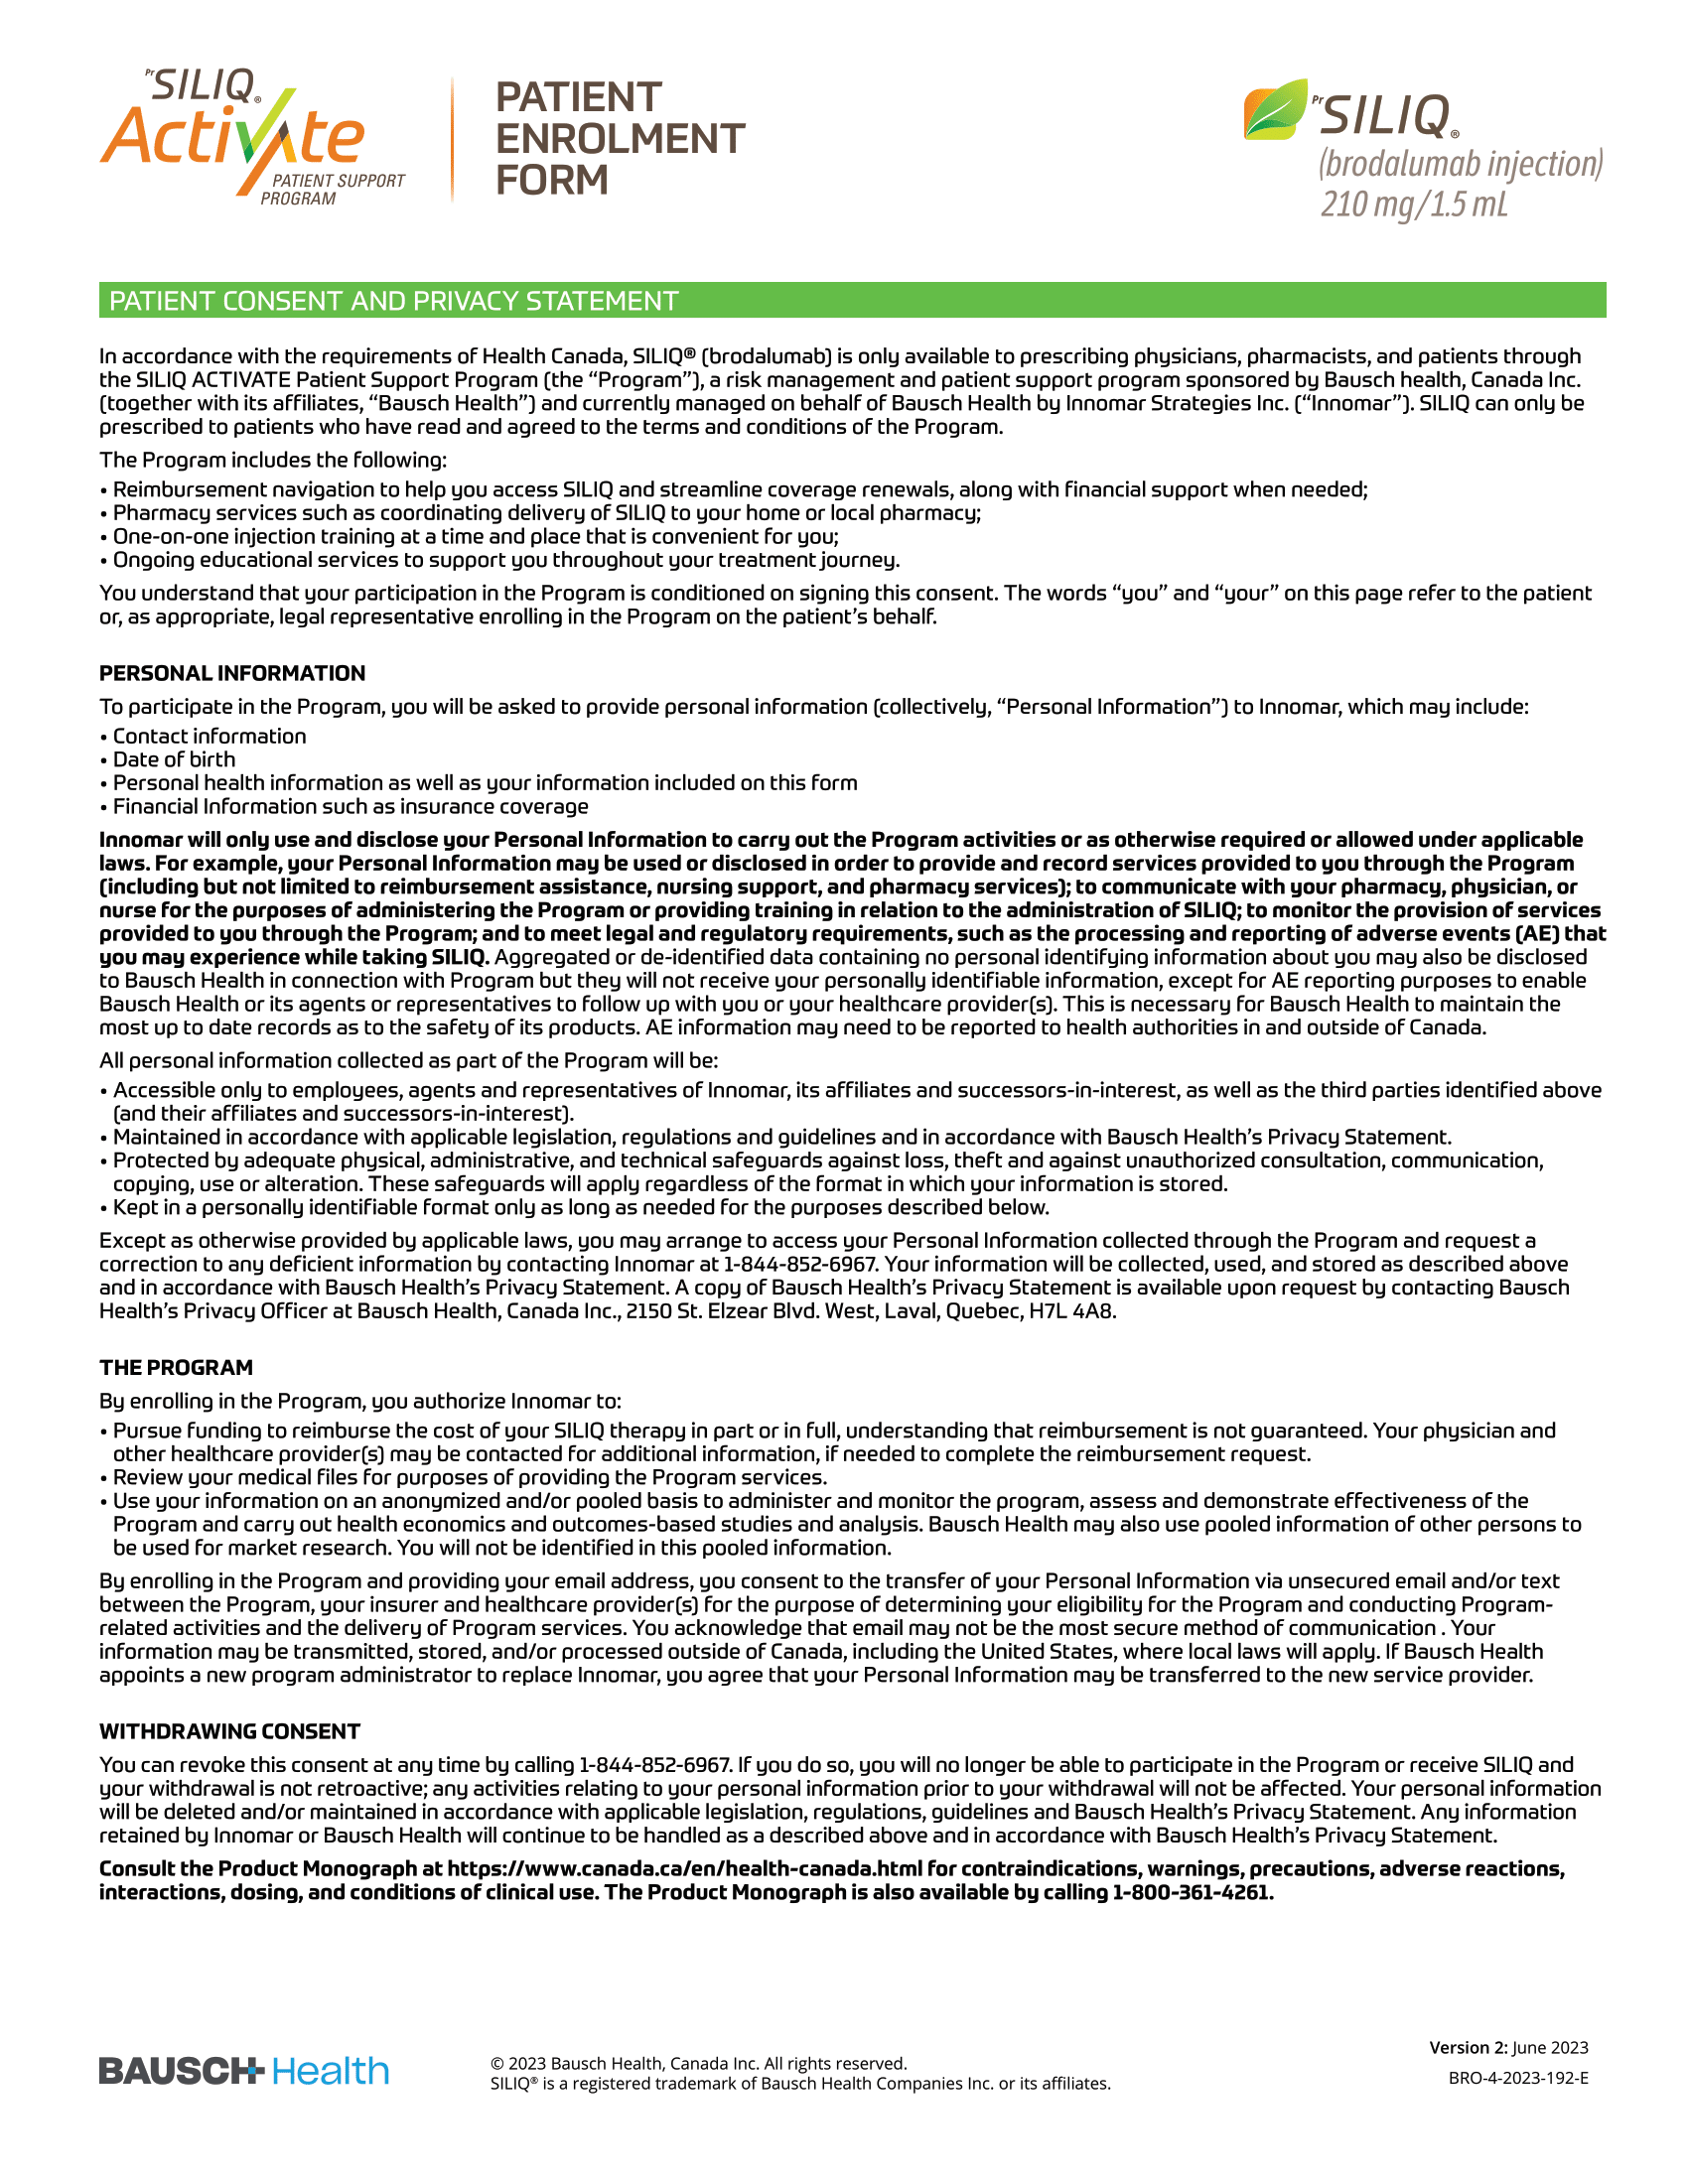 PrSILIQ®
Activate
PATIENT SUPPORT
PROGRAM
PATIENT
ENROLMENT
FORM
PrSILIQ®
(brodalumab injection)
210 mg/1.5 mL
PATIENT CONSENT AND PRIVACY STATEMENT
In accordance with the requirements of Health Canada, SILIQ® (brodalumab) is only available to prescribing physicians, pharmacists, and patients through
the SILIQ ACTIVATE Patient Support Program (the “Program”), a risk management and patient support program sponsored by Bausch health, Canada Inc.
(together with its affiliates, “Bausch Health”) and currently managed on behalf of Bausch Health by Innomar Strategies Inc. (“Innomar”). SILIQ can only be
prescribed to patients who have read and agreed to the terms and conditions of the Program.
The Program includes the following:
• Reimbursement navigation to help you access SILIQ and streamline coverage renewals, along with financial support when needed;
• Pharmacy services such as coordinating delivery of SILIQ to your home or local pharmacy;
• One-on-one injection training at a time and place that is convenient for you;
• Ongoing educational services to support you throughout your treatment journey.
You understand that your participation in the Program is conditioned on signing this consent. The words “you” and “your” on this page refer to the patient
or, as appropriate, legal representative enrolling in the Program on the patient’s behalf.
PERSONAL INFORMATION
To participate in the Program, you will be asked to provide personal information (collectively, “Personal Information”) to Innomar, which may include:
• Contact information
• Date of birth
• Personal health information as well as your information included on this form
• Financial Information such as insurance coverage
Innomar will only use and disclose your Personal Information to carry out the Program activities or as otherwise required or allowed under applicable
laws. For example, your Personal Information may be used or disclosed in order to provide and record services provided to you through the Program
(including but not limited to reimbursement assistance, nursing support, and pharmacy services); to communicate with your pharmacy, physician, or
nurse for the purposes of administering the Program or providing training in relation to the administration of SILIQ; to monitor the provision of services
provided to you through the Program; and to meet legal and regulatory requirements, such as the processing and reporting of adverse events (AE) that
you may experience while taking SILIQ. Aggregated or de-identified data containing no personal identifying information about you may also be disclosed
to Bausch Health in connection with Program but they will not receive your personally identifiable information, except for AE reporting purposes to enable
Bausch Health or its agents or representatives to follow up with you or your healthcare provider(s). This is necessary for Bausch Health to maintain the
most up to date records as to the safety of its products. AE information may need to be reported to health authorities in and outside of Canada.
All personal information collected as part of the Program will be:
• Accessible only to employees, agents and representatives of Innomar, its affiliates and successors-in-interest, as well as the third parties identified above
(and their affiliates and successors-in-interest).
• Maintained in accordance with applicable legislation, regulations and guidelines and in accordance with Bausch Health’s Privacy Statement.
• Protected by adequate physical, administrative, and technical safeguards against loss, theft and against unauthorized consultation, communication,
copying, use or alteration. These safeguards will apply regardless of the format in which your information is stored.
• Kept in a personally identifiable format only as long as needed for the purposes described below.
Except as otherwise provided by applicable laws, you may arrange to access your Personal Information collected through the Program and request a
correction to any deficient information by contacting Innomar at 1-844-852-6967. Your information will be collected, used, and stored as described above
and in accordance with Bausch Health’s Privacy Statement. A copy of Bausch Health’s Privacy Statement is available upon request by contacting Bausch
Health’s Privacy Officer at Bausch Health, Canada Inc., 2150 St. Elzear Blvd. West, Laval, Quebec, H7L 4A8.
THE PROGRAM
By enrolling in the Program, you authorize Innomar to:
• Pursue funding to reimburse the cost of your SILIQ therapy in part or in full, understanding that reimbursement is not guaranteed. Your physician and
other healthcare provider(s) may be contacted for additional information, if needed to complete the reimbursement request.
• Review your medical files for purposes of providing the Program services.
• Use your information on an anonymized and/or pooled basis to administer and monitor the program, assess and demonstrate effectiveness of the
Program and carry out health economics and outcomes-based studies and analysis. Bausch Health may also use pooled information of other persons to
be used for market research. You will not be identified in this pooled information.
By enrolling in the Program and providing your email address, you consent to the transfer of your Personal Information via unsecured email and/or text
between the Program, your insurer and healthcare provider(s) for the purpose of determining your eligibility for the Program and conducting Program-
related activities and the delivery of Program services. You acknowledge that email may not be the most secure method of communication . Your
information may be transmitted, stored, and/or processed outside of Canada, including the United States, where local laws will apply. If Bausch Health
appoints a new program administrator to replace Innomar, you agree that your Personal Information may be transferred to the new service provider.
WITHDRAWING CONSENT
You can revoke this consent at any time by calling 1-844-852-6967. If you do so, you will no longer be able to participate in the Program or receive SILIQ and
your withdrawal is not retroactive; any activities relating to your personal information prior to your withdrawal will not be affected. Your personal information
will be deleted and/or maintained in accordance with applicable legislation, regulations, guidelines and Bausch Health’s Privacy Statement. Any information
retained by Innomar or Bausch Health will continue to be handled as a described above and in accordance with Bausch Health’s Privacy Statement.
Consult the Product Monograph at https://www.canada.ca/en/health-canada.html for contraindications, warnings, precautions, adverse reactions,
interactions, dosing, and conditions of clinical use. The Product Monograph is also available by calling 1-800-361-4261.
BAUSCH+Health
© 2023 Bausch Health, Canada Inc. All rights reserved.
SILIQ® is a registered trademark of Bausch Health Companies Inc. or its affiliates.
Version 2: June 2023
BRO-4-2023-192-E